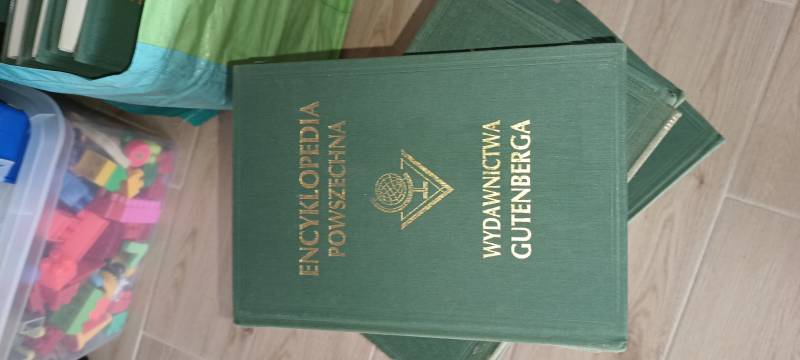 ENCYKLOPEDIA
POWSZECHNA
WYDAWNICTWA
GUTENBERGA